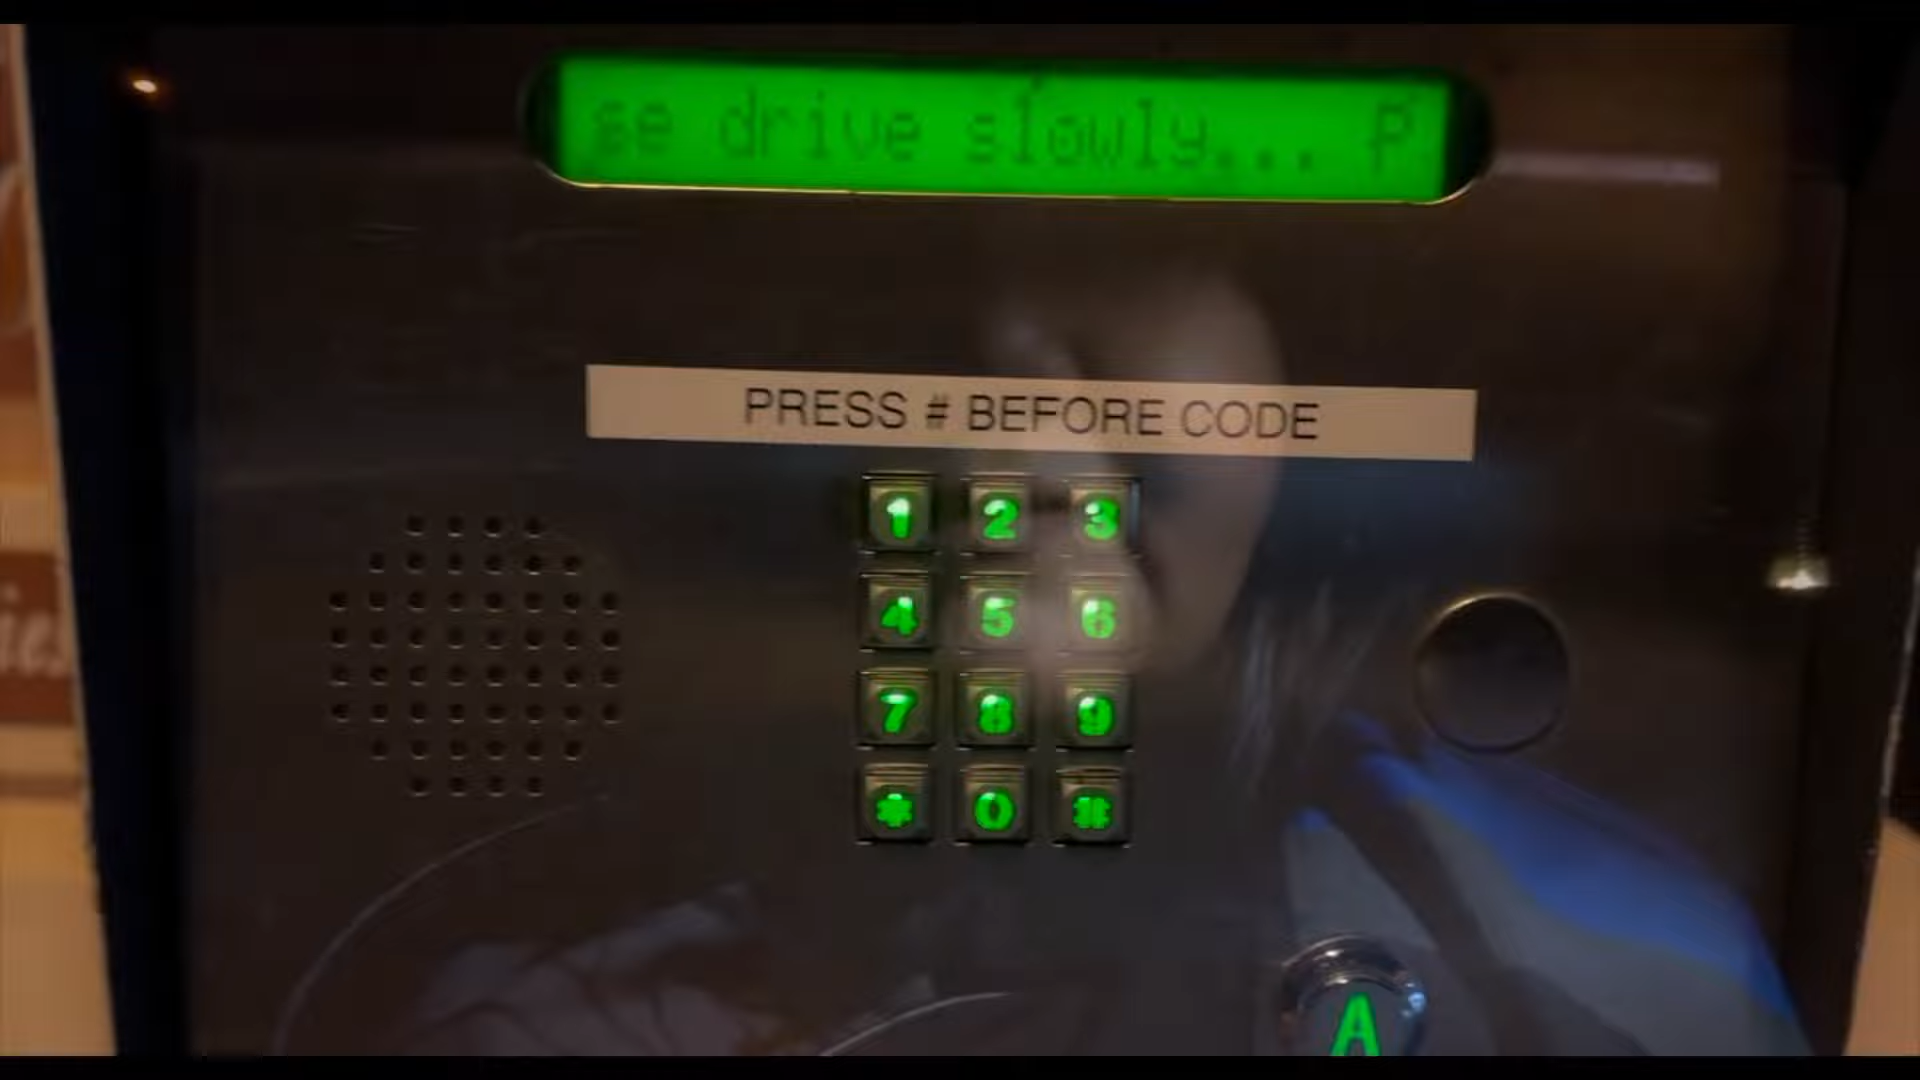 se drive slowly... P
PRESS # BEFORE CODE
1 2 3
4 5 6
7 8 9
* 0 #
A